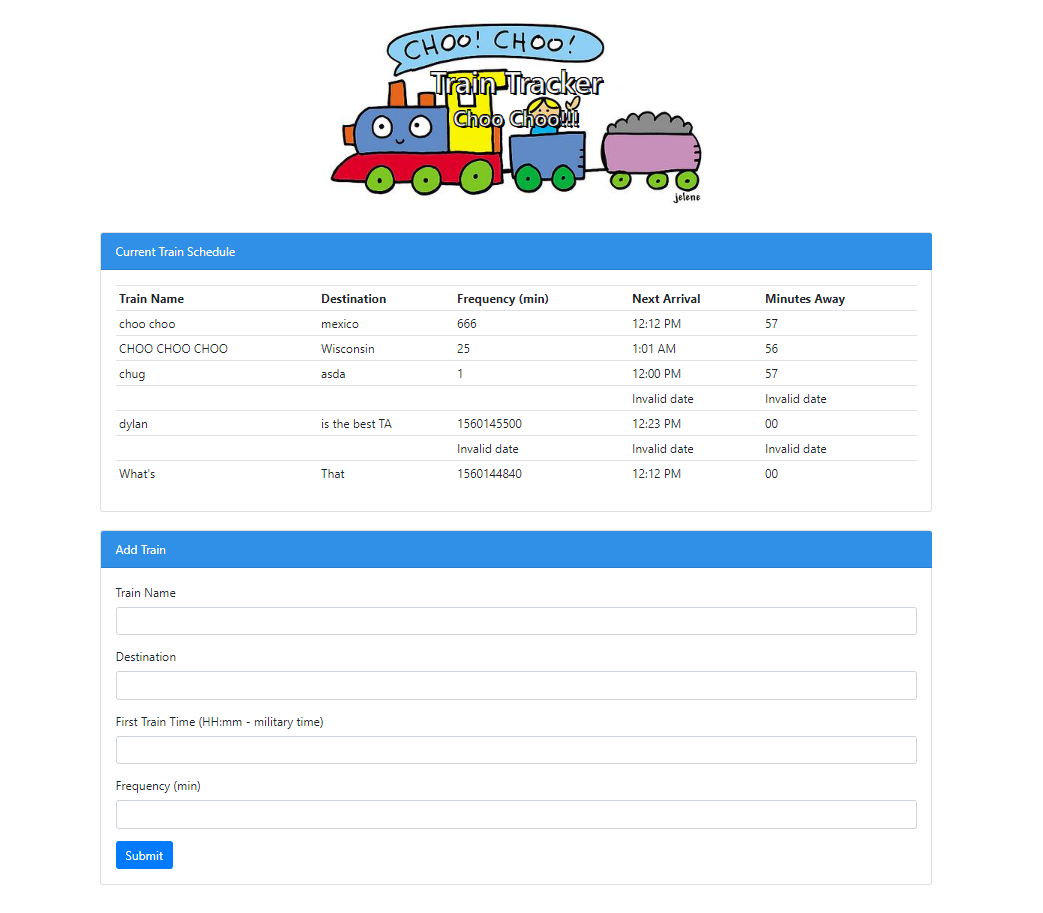 CHOO! CHOO!
Train Tracker
Choo Choo!!!
jelene
Current Train Schedule
Train Name Destination Frequency (min) Next Arrival Minutes Away
choo choo mexico 666 12:12 PM 57
CHOO CHOO CHOO Wisconsin 25 1:01 AM 56
chug asda 1 12:00 PM 57
Invalid date Invalid date
dylan is the best TA 1560145500 12:23 PM 00
Invalid date Invalid date Invalid date
What's That 1560144840 12:12 PM 00
Add Train
Train Name
Destination
First Train Time (HH:mm - military time)
Frequency (min)
Submit